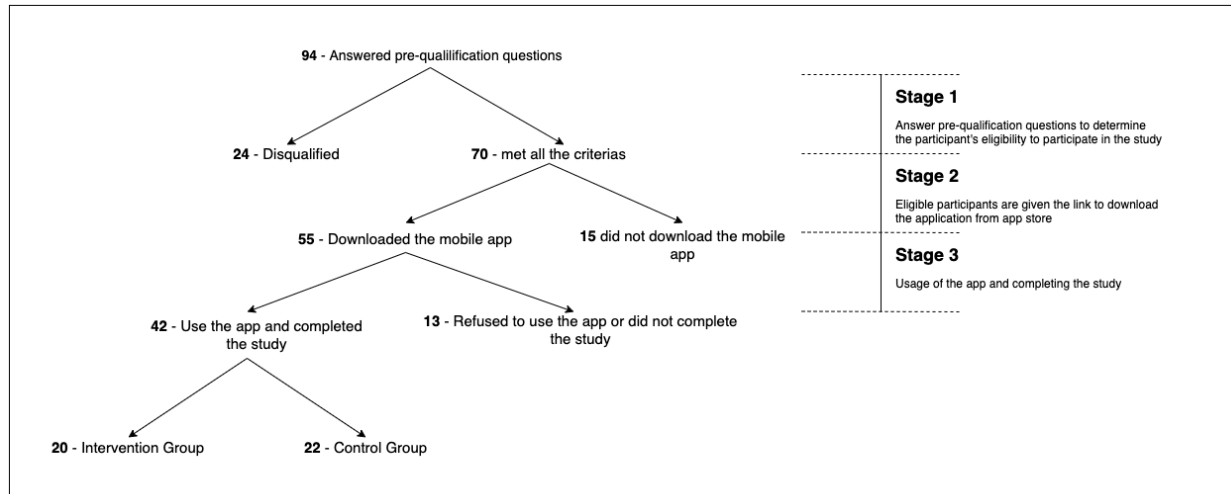 94 - Answered pre-qualilification questions
24 - Disqualified
70 - met all the criterias
55 - Downloaded the mobile app
15 did not download the mobile
app
42 - Use the app and completed
the study
13 - Refused to use the app or did not complete
the study
20 - Intervention Group
22 - Control Group
Stage 1
Answer pre-qualification questions to determine
the participant's eligibility to participate in the study
Stage 2
Eligible participants are given the link to download
the application from app store
Stage 3
Usage of the app and completing the study